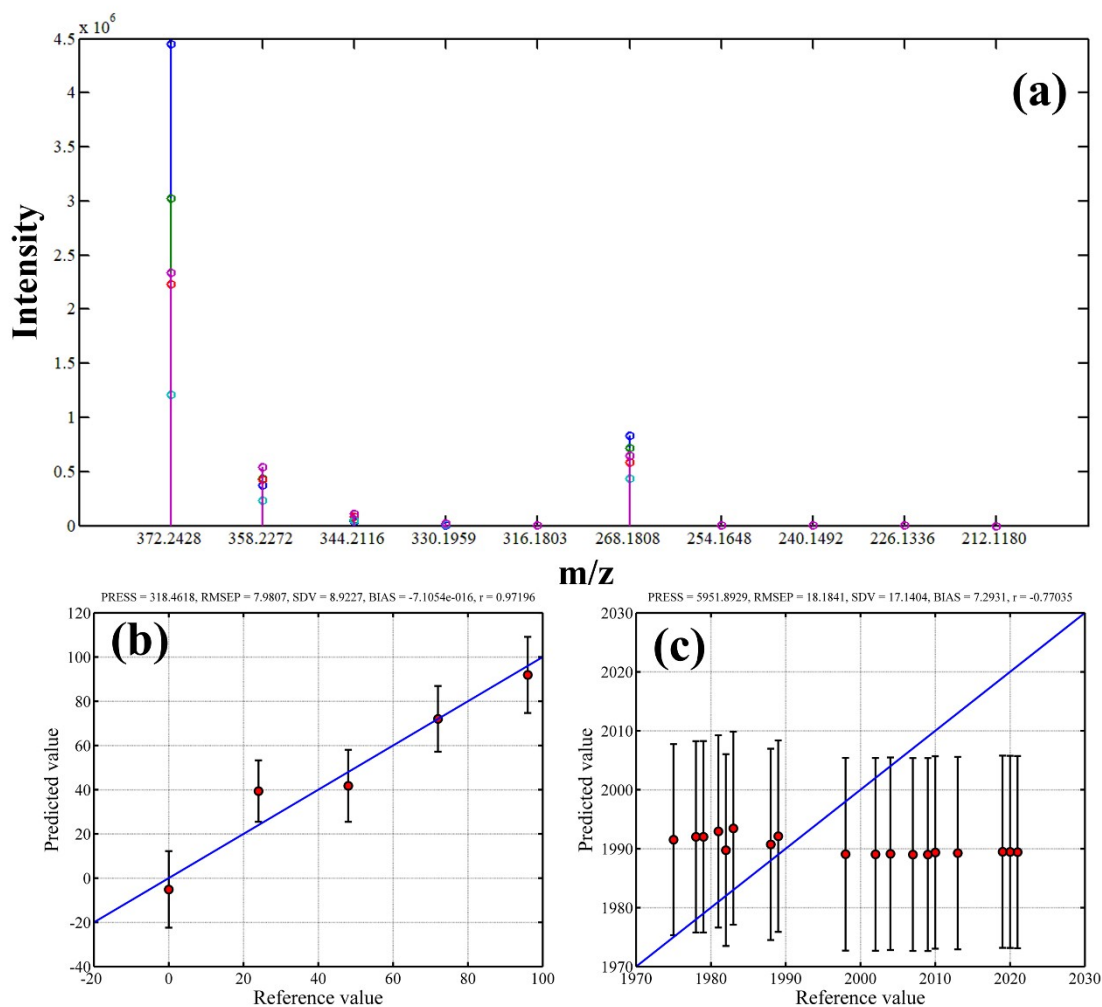 x 10⁶
4.5
4
3.5
3
2.5
2
1.5
1
0.5
0
Intensity
(a)
372.2428 358.2272 344.2116 330.1959 316.1803 268.1808 254.1648 240.1492 226.1336 212.1180
m/z
PRESS = 318.4618, RMSEP = 7.9807, SDV = 8.9227, BIAS = -7.1054e-016, r = 0.97196
(b)
120
100
80
60
40
20
0
-20
-40
Predicted value
-20 0 20 40 60 80 100
Reference value
PRESS = 5951.8929, RMSEP = 18.1841, SDV = 17.1404, BIAS = 7.2931, r = -0.77035
(c)
2030
2020
2010
2000
1990
1980
1970
Predicted value
1970 1980 1990 2000 2010 2020 2030
Reference value